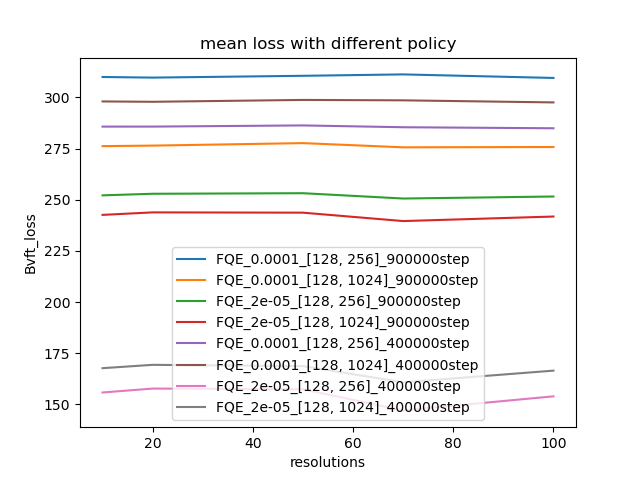 mean loss with different policy
300
275
250
225
200
175
150
Bvft_loss
FQE_0.0001_[128, 256]_900000step
FQE_0.0001_[128, 1024]_900000step
FQE_2e-05_[128, 256]_900000step
FQE_2e-05_[128, 1024]_900000step
FQE_0.0001_[128, 256]_400000step
FQE_0.0001_[128, 1024]_400000step
FQE_2e-05_[128, 256]_400000step
FQE_2e-05_[128, 1024]_400000step
20 40 60 80 100
resolutions